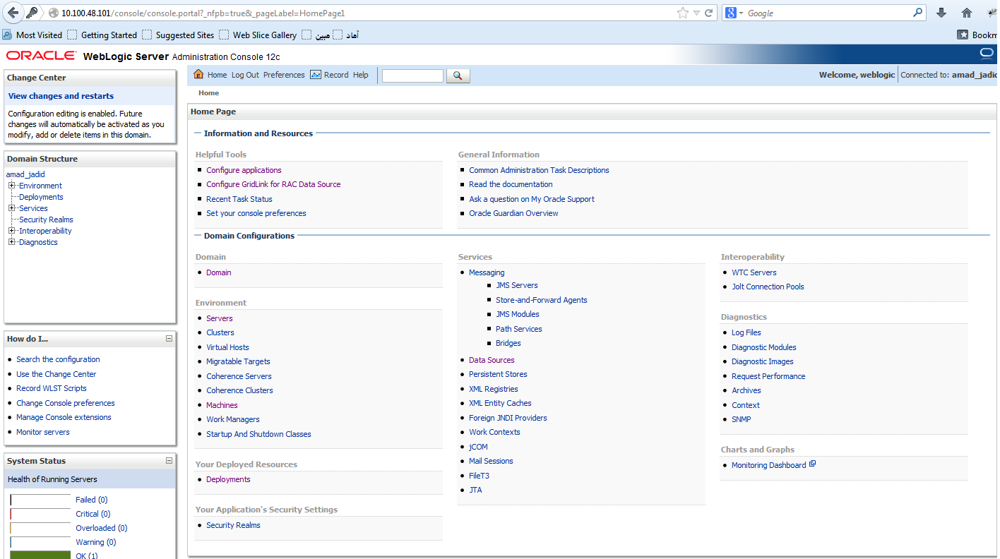 10.100.48.101/console/console.portal?_nfpb=true&_pageLabel=HomePage1
Google
Most Visited Getting Started Suggested Sites Web Slice Gallery مبین آماد
ORACLE WebLogic Server Administration Console 12c
Change Center
View changes and restarts
Configuration editing is enabled. Future
changes will automatically be activated as you
modify, add or delete items in this domain.
Domain Structure
amad_jadid
Environment
Deployments
Services
Security Realms
Interoperability
Diagnostics
How do I...
Search the configuration
Use the Change Center
Record WLST Scripts
Change Console preferences
Manage Console extensions
Monitor servers
System Status
Health of Running Servers
Failed (0)
Critical (0)
Overloaded (0)
Warning (0)
OK (1)
Home Log Out Preferences Record Help
Welcome, weblogic Connected to:
Home
Home Page
Information and Resources
Helpful Tools
Configure applications
Configure GridLink for RAC Data Source
Recent Task Status
Set your console preferences
General Information
Common Administration Task Descriptions
Read the documentation
Ask a question on My Oracle Support
Oracle Guardian Overview
Domain Configurations
Domain
Domain
Environment
Servers
Clusters
Virtual Hosts
Migratable Targets
Coherence Servers
Coherence Clusters
Machines
Work Managers
Startup And Shutdown Classes
Your Deployed Resources
Deployments
Your Application's Security Settings
Security Realms
Services
Messaging
JMS Servers
Store-and-Forward Agents
JMS Modules
Path Services
Bridges
Data Sources
Persistent Stores
XML Registries
XML Entity Caches
Foreign JNDI Providers
Work Contexts
jCOM
Mail Sessions
FileT3
JTA
Interoperability
WTC Servers
Jolt Connection Pools
Diagnostics
Log Files
Diagnostic Modules
Diagnostic Images
Request Performance
Archives
Context
SNMP
Charts and Graphs
Monitoring Dashboard